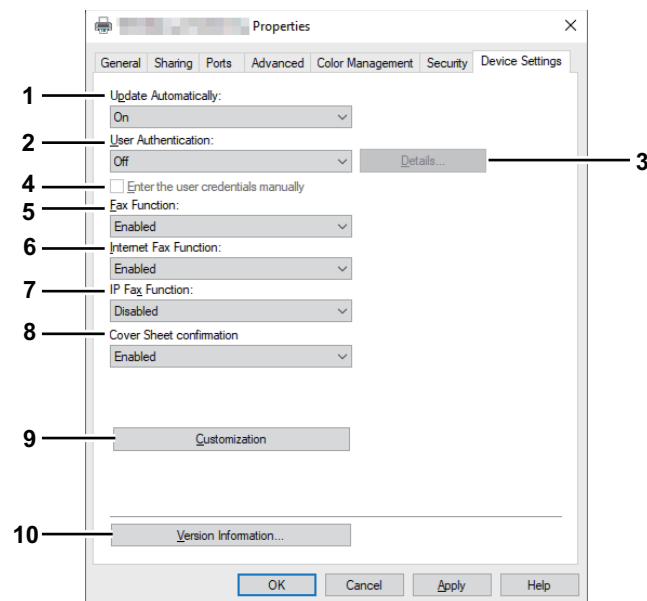 Properties
General Sharing Ports Advanced Color Management Security Device Settings
1 Update Automatically:
On
2 User Authentication:
Off Details... 3
4 Enter the user credentials manually
5 Fax Function:
Enabled
6 Internet Fax Function:
Enabled
7 IP Fax Function:
Disabled
8 Cover Sheet confirmation
Enabled
9 Customization
10 Version Information...
OK Cancel Apply Help